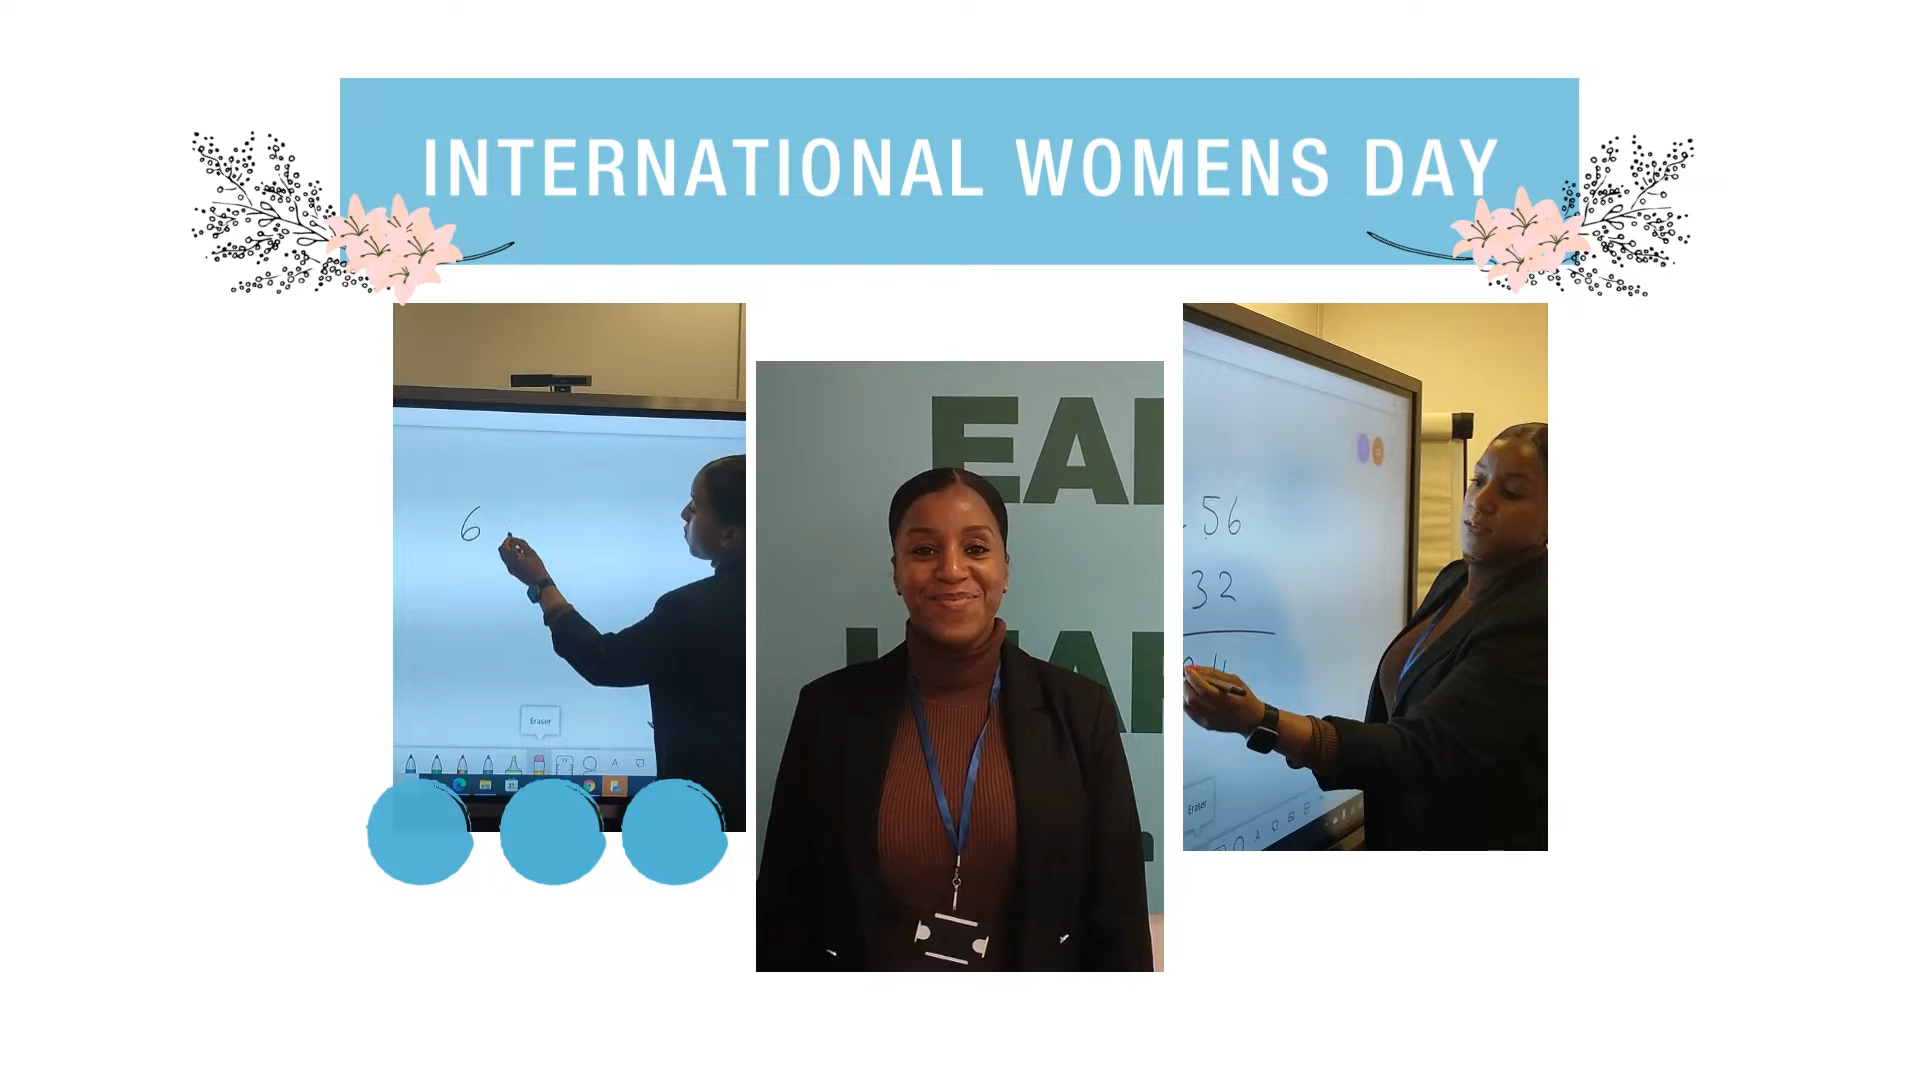 INTERNATIONAL WOMENS DAY
6
Eraser
A
EA
56
32
Eraser
A